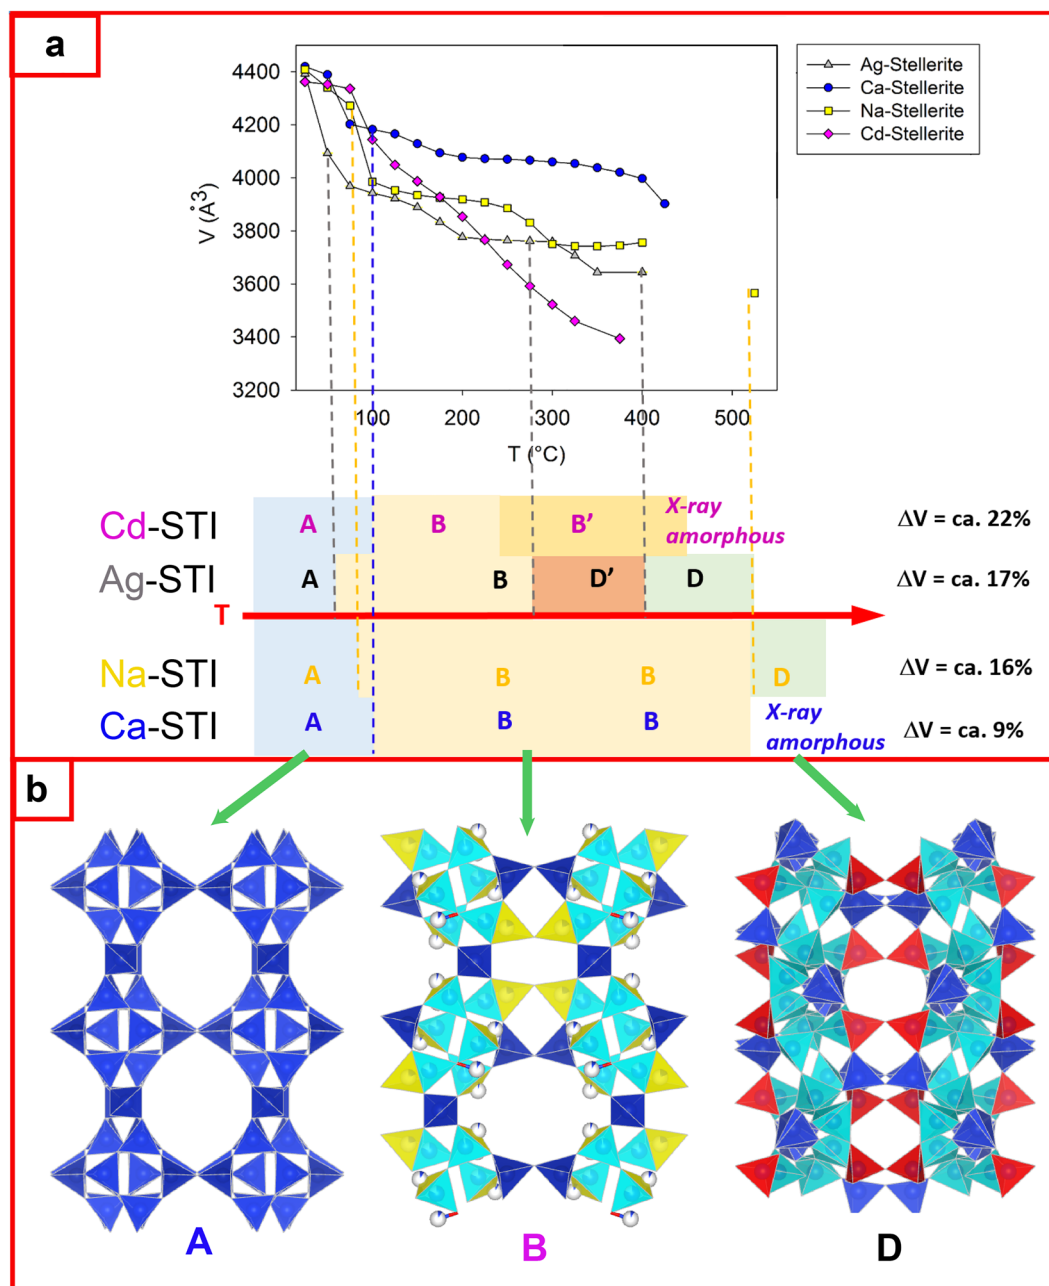 a
4400
4200
4000
3800
3600
3400
3200
V (Å3)
100
200
300
400
500
T (°C)
Ag-Stellerite
Ca-Stellerite
Na-Stellerite
Cd-Stellerite
Cd-STI
A
B
B’
X-ray
amorphous
ΔV = ca. 22%
Ag-STI
A
B
D’
D
ΔV = ca. 17%
T
Na-STI
A
B
B
D
ΔV = ca. 16%
Ca-STI
A
B
B
X-ray
amorphous
ΔV = ca. 9%
b
A
B
D